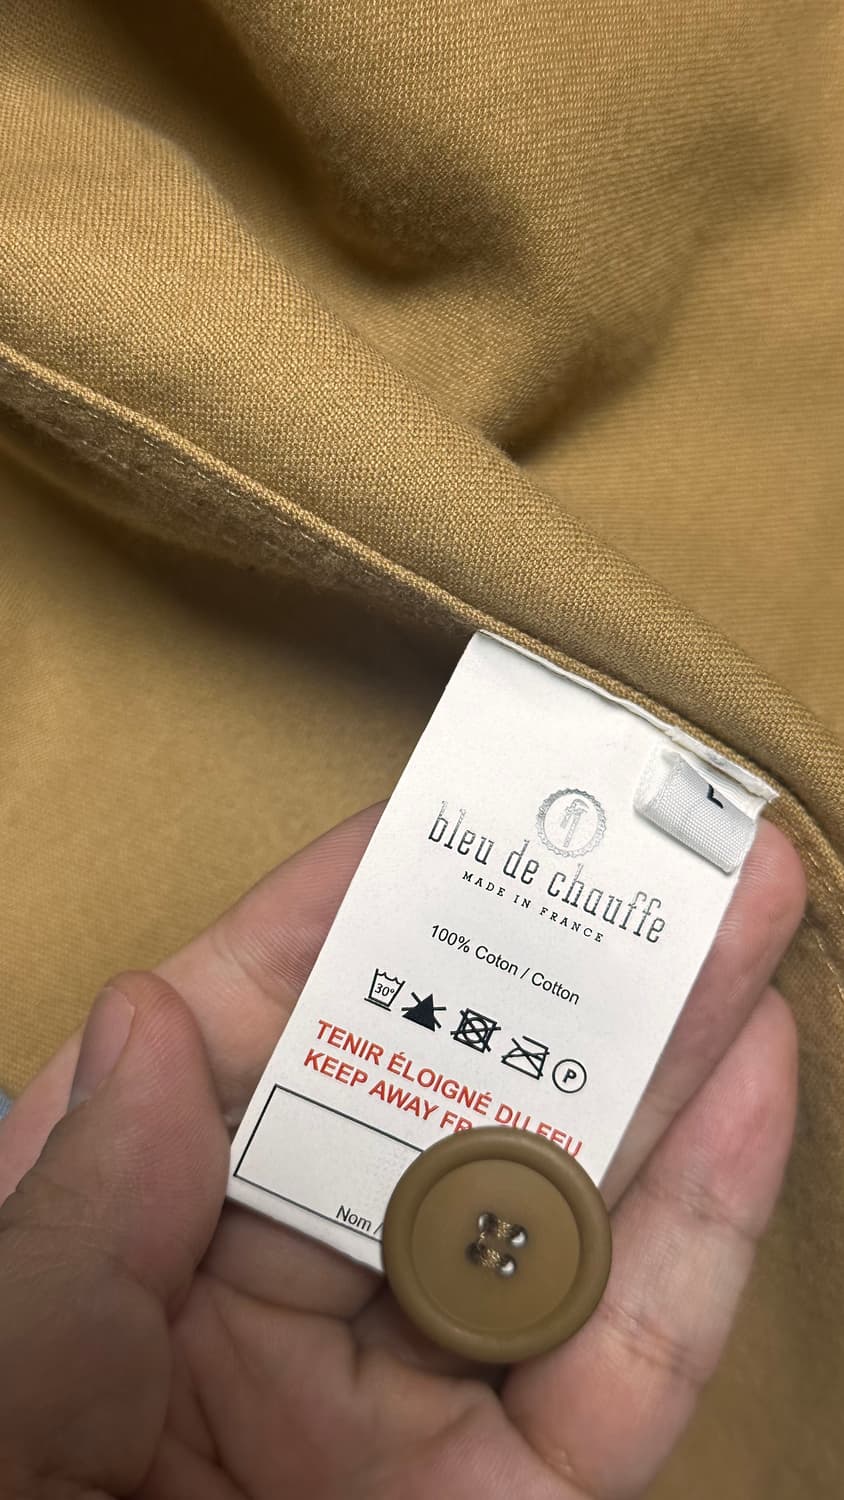 bleu de chauffe
MADE IN FRANCE
100% Coton / Cotton
30°
P
TENIR ÉLOIGNÉ DU FEU
KEEP AWAY FR
Nom /